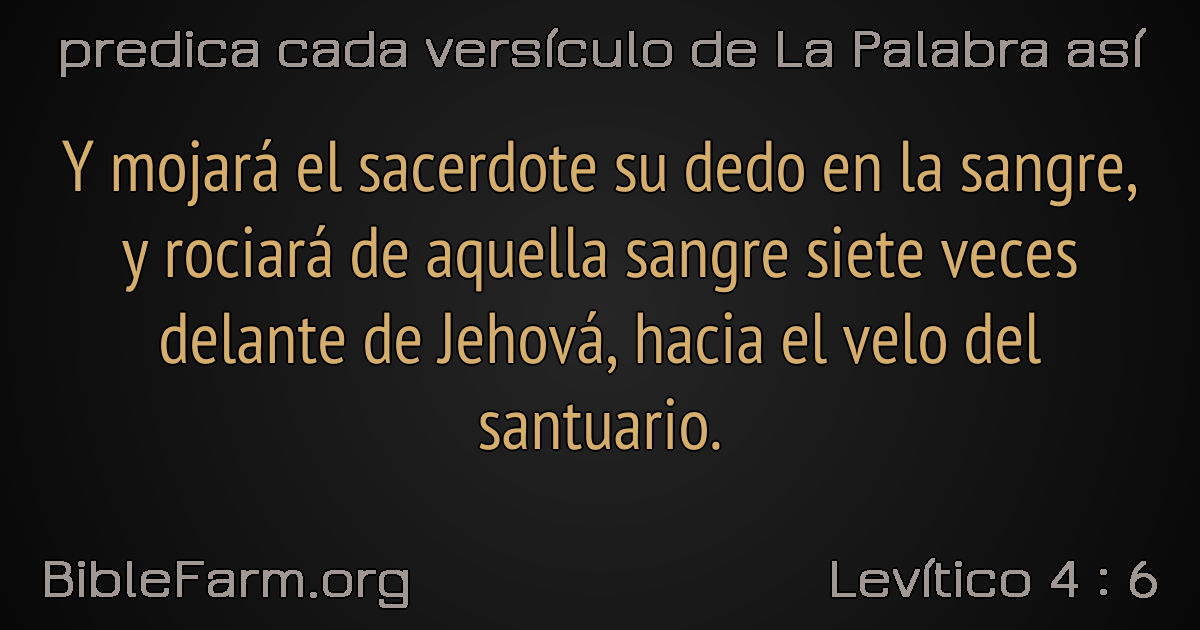 predica cada versículo de La Palabra así
Y mojará el sacerdote su dedo en la sangre,
y rociará de aquella sangre siete veces
delante de Jehová, hacia el velo del
santuario.
BibleFarm.org
Levítico 4 : 6